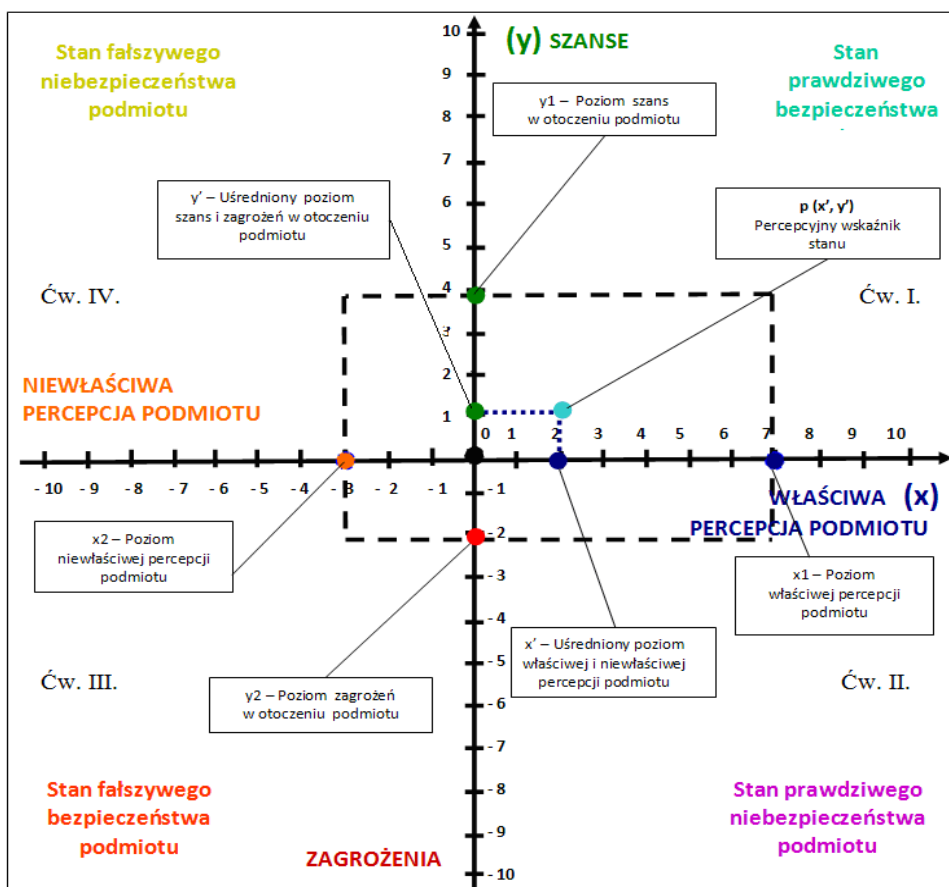 10
(y) SZANSE
Stan fałszywego
niebezpieczeństwa
podmiotu
Stan
prawdziwego
bezpieczeństwa
9
y1 – Poziom szans
w otoczeniu podmiotu
8
7
y’ – Uśredniony poziom
szans i zagrożeń w otoczeniu
podmiotu
6
p (x’, y’)
Percepcyjny wskaźnik
stanu
5
Ćw. IV.
4
Ćw. I.
3
NIEWŁAŚCIWA
PERCEPCJA PODMIOTU
2
1
0 1 2 3 4 5 6 7 8 9 10
- 10 - 9 - 8 - 7 - 6 - 5 - 4 - 3 - 2 - 1
- 1
WŁAŚCIWA (x)
PERCEPCJA PODMIOTU
x2 – Poziom
niewłaściwej percepcji
podmiotu
- 2
- 3
x1 – Poziom
właściwej percepcji
podmiotu
- 4
x’ – Uśredniony poziom
właściwej i niewłaściwej
percepcji podmiotu
- 5
Ćw. III.
y2 – Poziom zagrożeń
w otoczeniu podmiotu
Ćw. II.
- 6
- 7
Stan fałszywego
bezpieczeństwa
podmiotu
- 8
Stan prawdziwego
niebezpieczeństwa
podmiotu
- 9
ZAGROŻENIA
- 10